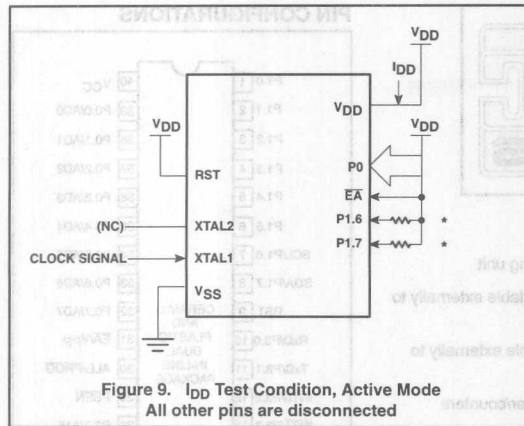 V_DD
I_DD
V_DD
V_DD
V_DD
P0
RST
EA
P1.6 *
(NC) XTAL2
P1.7 *
CLOCK SIGNAL XTAL1
V_SS
Figure 9. I_DD Test Condition, Active Mode
All other pins are disconnected